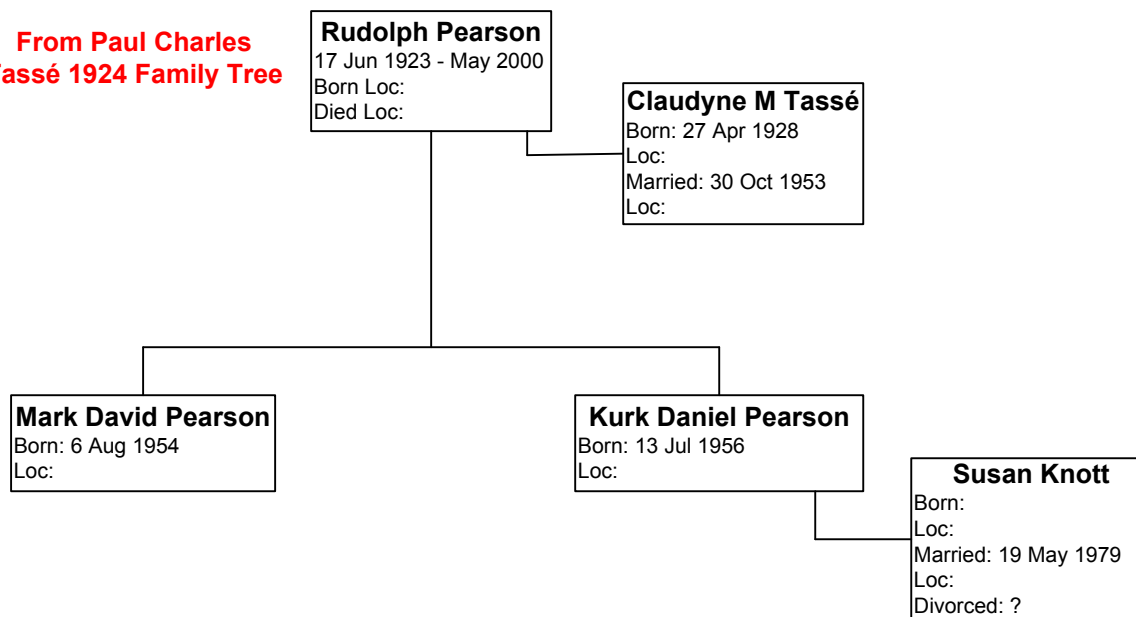 From Paul Charles
Tassé 1924 Family Tree
Rudolph Pearson
17 Jun 1923 - May 2000
Born Loc:
Died Loc:
Claudyne M Tassé
Born: 27 Apr 1928
Loc:
Married: 30 Oct 1953
Loc:
Mark David Pearson
Born: 6 Aug 1954
Loc:
Kurk Daniel Pearson
Born: 13 Jul 1956
Loc:
Susan Knott
Born:
Loc:
Married: 19 May 1979
Loc:
Divorced: ?